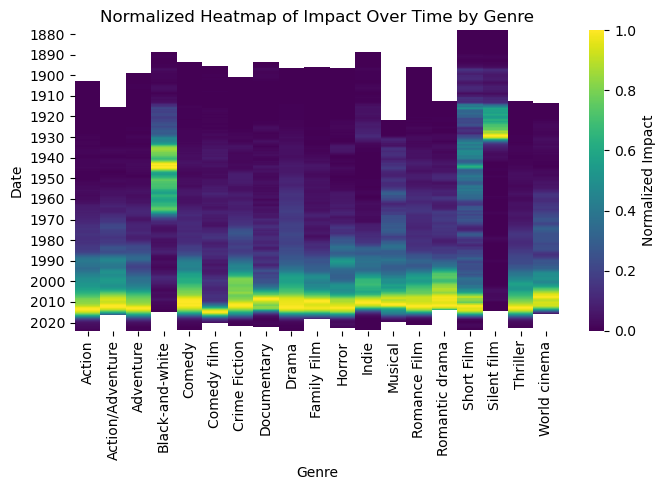 Normalized Heatmap of Impact Over Time by Genre
1880
1890
1900
1910
1920
1930
1940
1950
1960
1970
1980
1990
2000
2010
2020
Date
Action
Action/Adventure
Adventure
Black-and-white
Comedy
Comedy film
Crime Fiction
Documentary
Drama
Family Film
Horror
Indie
Musical
Romance Film
Romantic drama
Short Film
Silent film
Thriller
World cinema
Genre
1.0
0.8
0.6
0.4
0.2
0.0
Normalized Impact